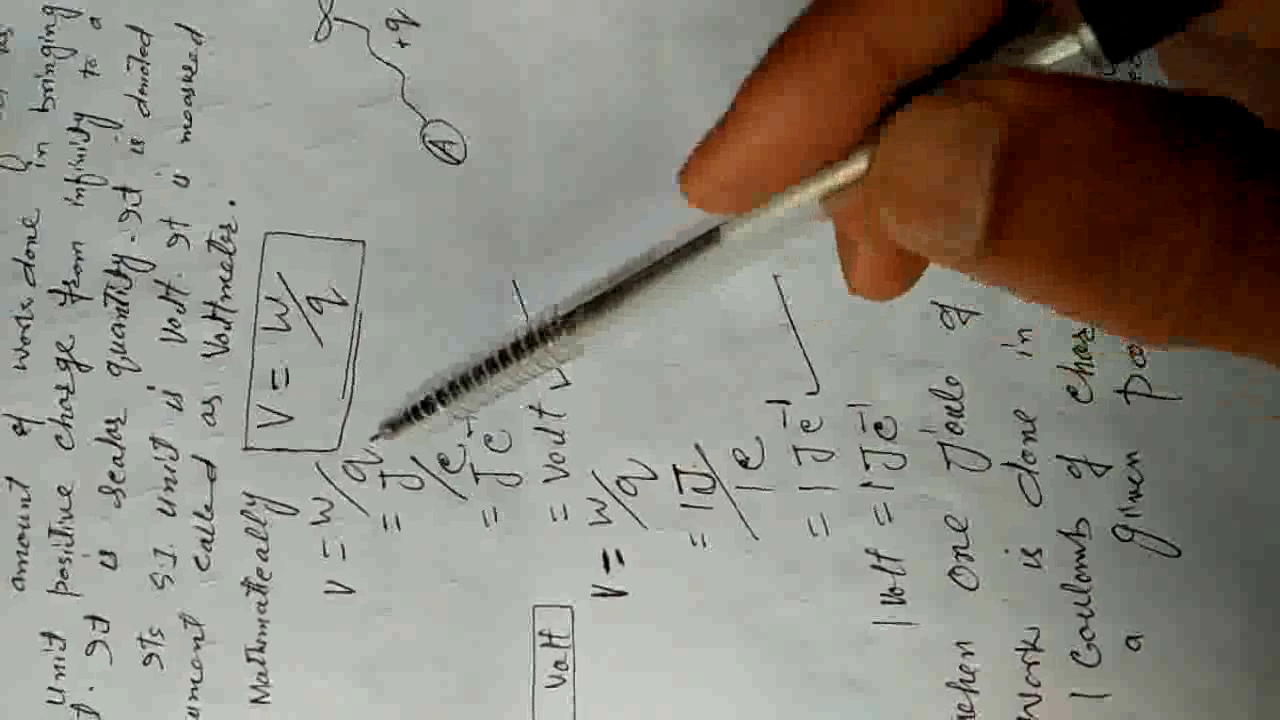 amount of work done in bringing
unit positive charge from infinity to a
. It is scalar quantity. It is denoted
Its S.I. unit is Volt. It is measured
ument called as Voltmeter.
Mathematically
V = W/q
V = W/q
= J/C
= JC⁻¹
= Volt
+q
A
Volt
V = W/q
= 1J/1C
= 1JC⁻¹
1 Volt = 1JC⁻¹
when one Joule of
work is done in
1 Coulomb of
a given